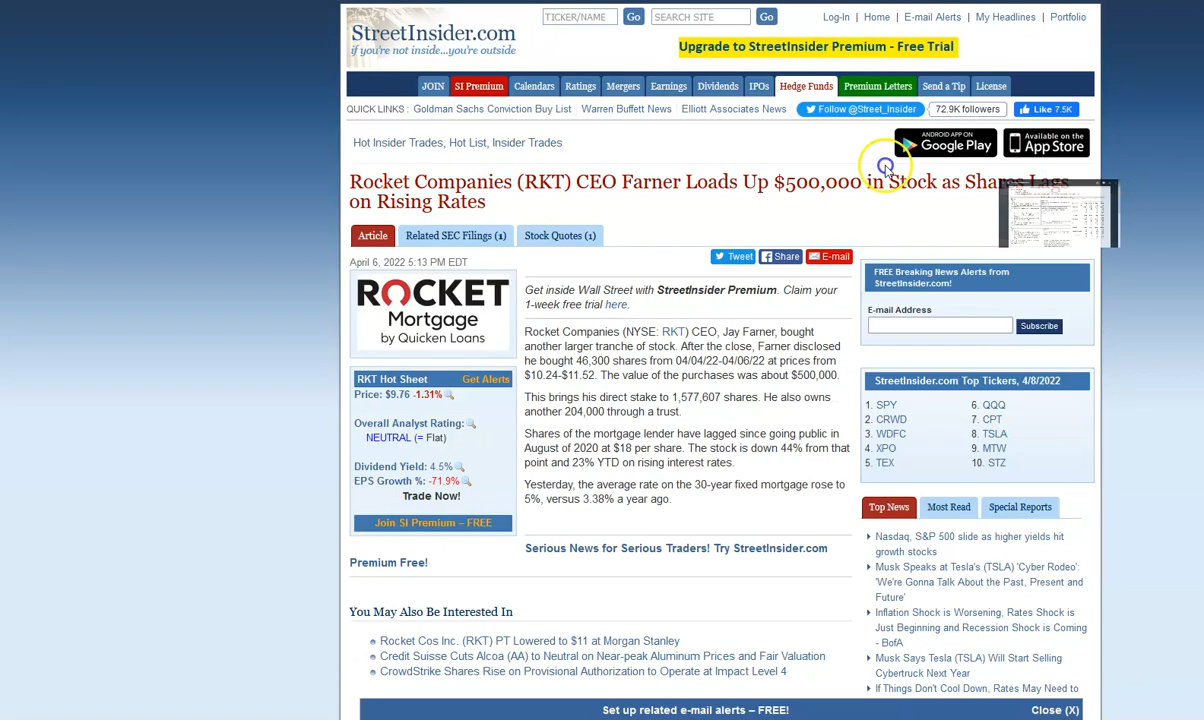 StreetInsider.com
if you're not inside...you're outside
TICKER/NAME Go SEARCH SITE Go
Log-In | Home | E-mail Alerts | My Headlines | Portfolio
Upgrade to StreetInsider Premium - Free Trial
JOIN SI Premium Calendars Ratings Mergers Earnings Dividends IPOs Hedge Funds Premium Letters Send a Tip License
QUICK LINKS: Goldman Sachs Conviction Buy List Warren Buffett News Elliott Associates News Follow @Street_Insider 72.9K followers Like 7.5K
Hot Insider Trades, Hot List, Insider Trades
ANDROID APP ON
Google Play
Available on the
App Store
Rocket Companies (RKT) CEO Farner Loads Up $500,000 in Stock as Shares Lags
on Rising Rates
Article Related SEC Filings (1) Stock Quotes (1)
April 6, 2022 5:13 PM EDT
Tweet Share E-mail
ROCKET
Mortgage
by Quicken Loans
RKT Hot Sheet Get Alerts
Price: $9.76 -1.31%
Overall Analyst Rating:
NEUTRAL (= Flat)
Dividend Yield: 4.5%
EPS Growth %: -71.9%
Trade Now!
Join SI Premium – FREE
Get inside Wall Street with StreetInsider Premium. Claim your
1-week free trial here.
Rocket Companies (NYSE: RKT) CEO, Jay Farner, bought
another larger tranche of stock. After the close, Farner disclosed
he bought 46,300 shares from 04/04/22-04/06/22 at prices from
$10.24-$11.52. The value of the purchases was about $500,000.
This brings his direct stake to 1,577,607 shares. He also owns
another 204,000 through a trust.
Shares of the mortgage lender have lagged since going public in
August of 2020 at $18 per share. The stock is down 44% from that
point and 23% YTD on rising interest rates.
Yesterday, the average rate on the 30-year fixed mortgage rose to
5%, versus 3.38% a year ago.
Serious News for Serious Traders! Try StreetInsider.com
Premium Free!
You May Also Be Interested In
Rocket Cos Inc. (RKT) PT Lowered to $11 at Morgan Stanley
Credit Suisse Cuts Alcoa (AA) to Neutral on Near-peak Aluminum Prices and Fair Valuation
CrowdStrike Shares Rise on Provisional Authorization to Operate at Impact Level 4
FREE Breaking News Alerts from
StreetInsider.com!
E-mail Address
Subscribe
StreetInsider.com Top Tickers, 4/8/2022
1. SPY 6. QQQ
2. CRWD 7. CPT
3. WDFC 8. TSLA
4. XPO 9. MTW
5. TEX 10. STZ
Top News Most Read Special Reports
Nasdaq, S&P 500 slide as higher yields hit
growth stocks
Musk Speaks at Tesla's (TSLA) 'Cyber Rodeo':
'We're Gonna Talk About the Past, Present and
Future'
Inflation Shock is Worsening, Rates Shock is
Just Beginning and Recession Shock is Coming
- BofA
Musk Says Tesla (TSLA) Will Start Selling
Cybertruck Next Year
If Things Don't Cool Down, Rates May Need to
Set up related e-mail alerts – FREE! Close (X)